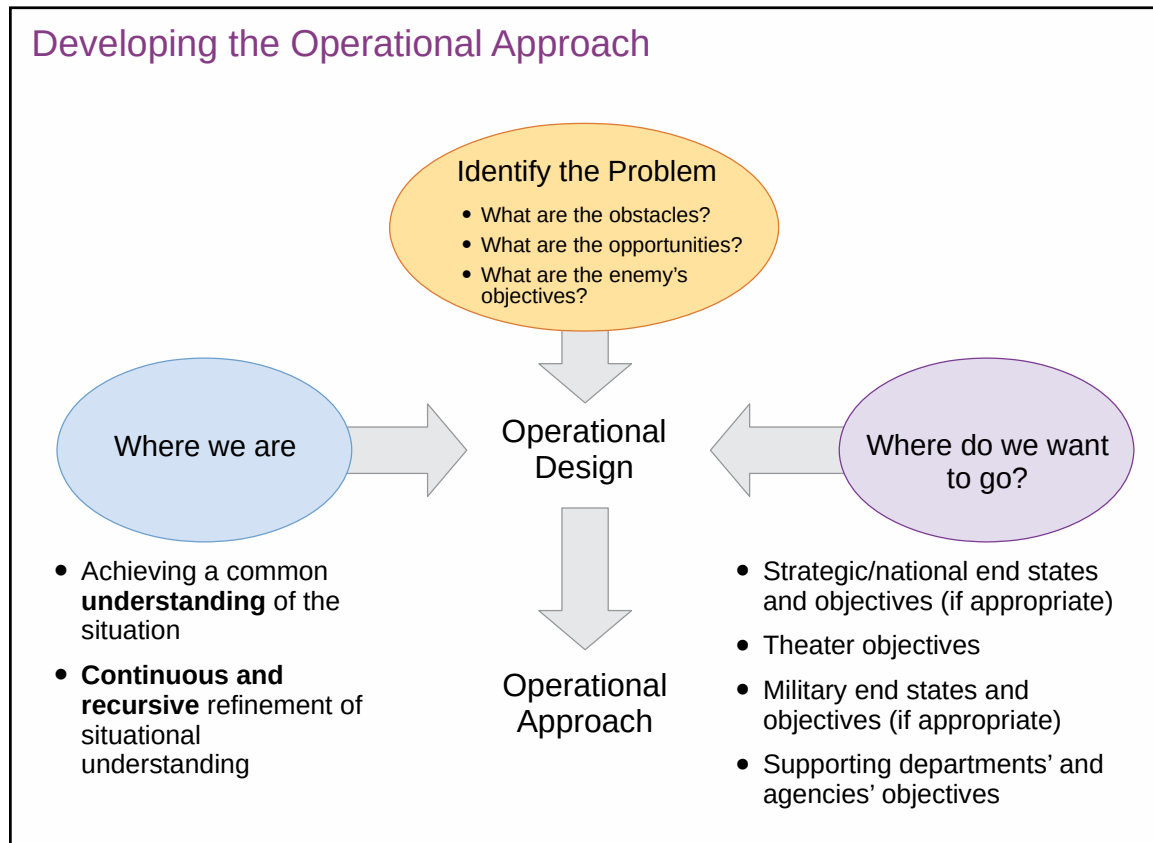 Developing the Operational Approach
Identify the Problem
• What are the obstacles?
• What are the opportunities?
• What are the enemy’s
objectives?
Where we are
Operational
Design
Where do we want
to go?
• Achieving a common
understanding of the
situation
• Continuous and
recursive refinement of
situational
understanding
Operational
Approach
• Strategic/national end states
and objectives (if appropriate)
• Theater objectives
• Military end states and
objectives (if appropriate)
• Supporting departments’ and
agencies’ objectives